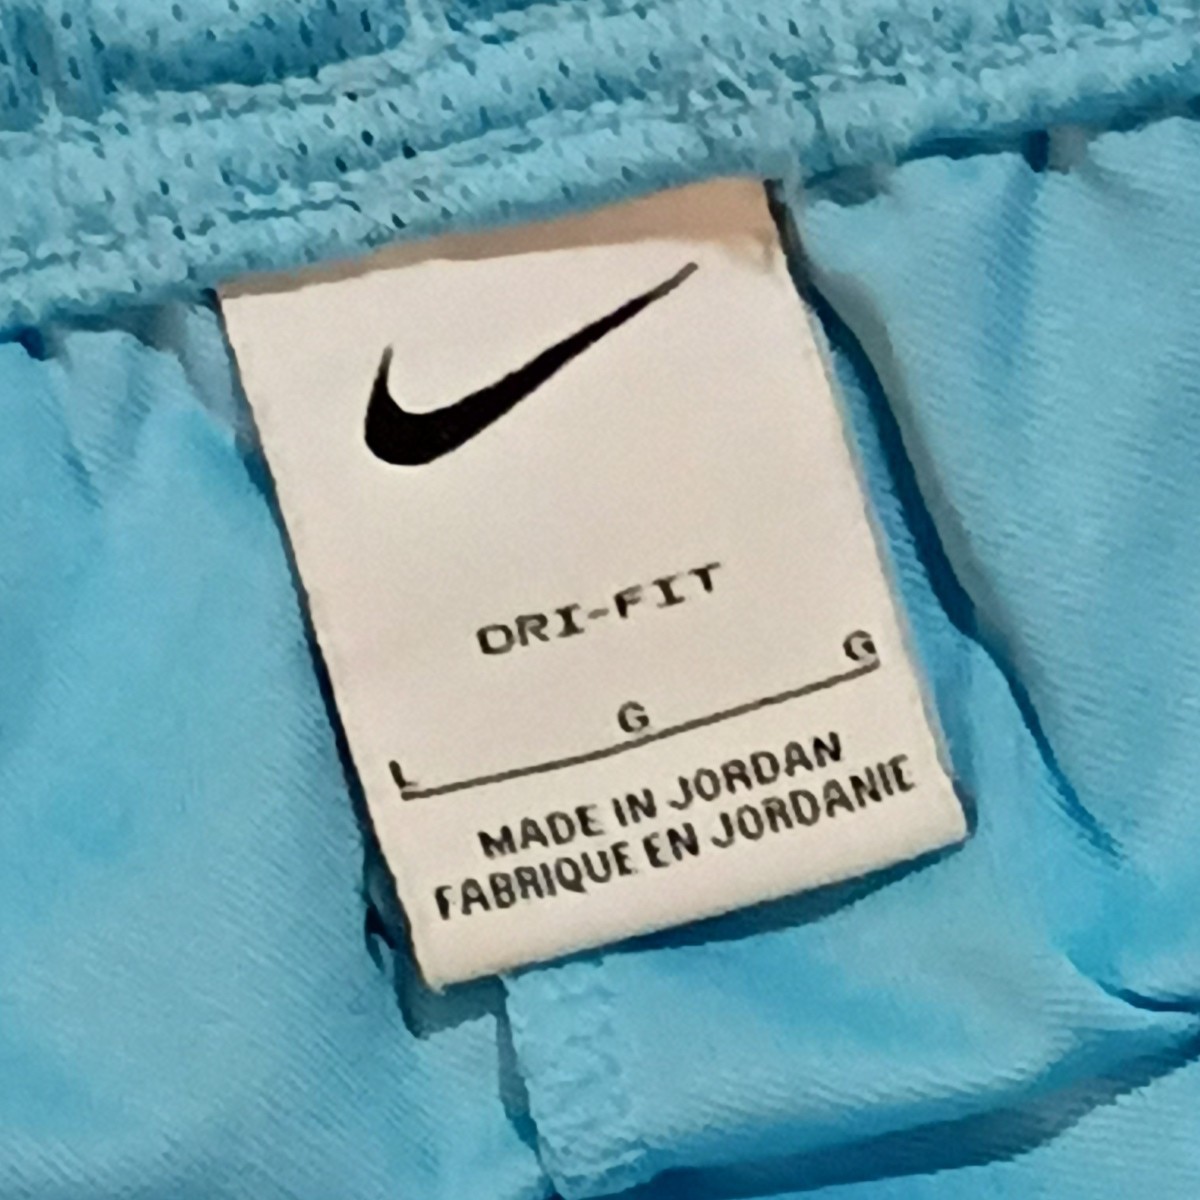 DRI-FIT
L G G
MADE IN JORDAN
FABRIQUE EN JORDANIE